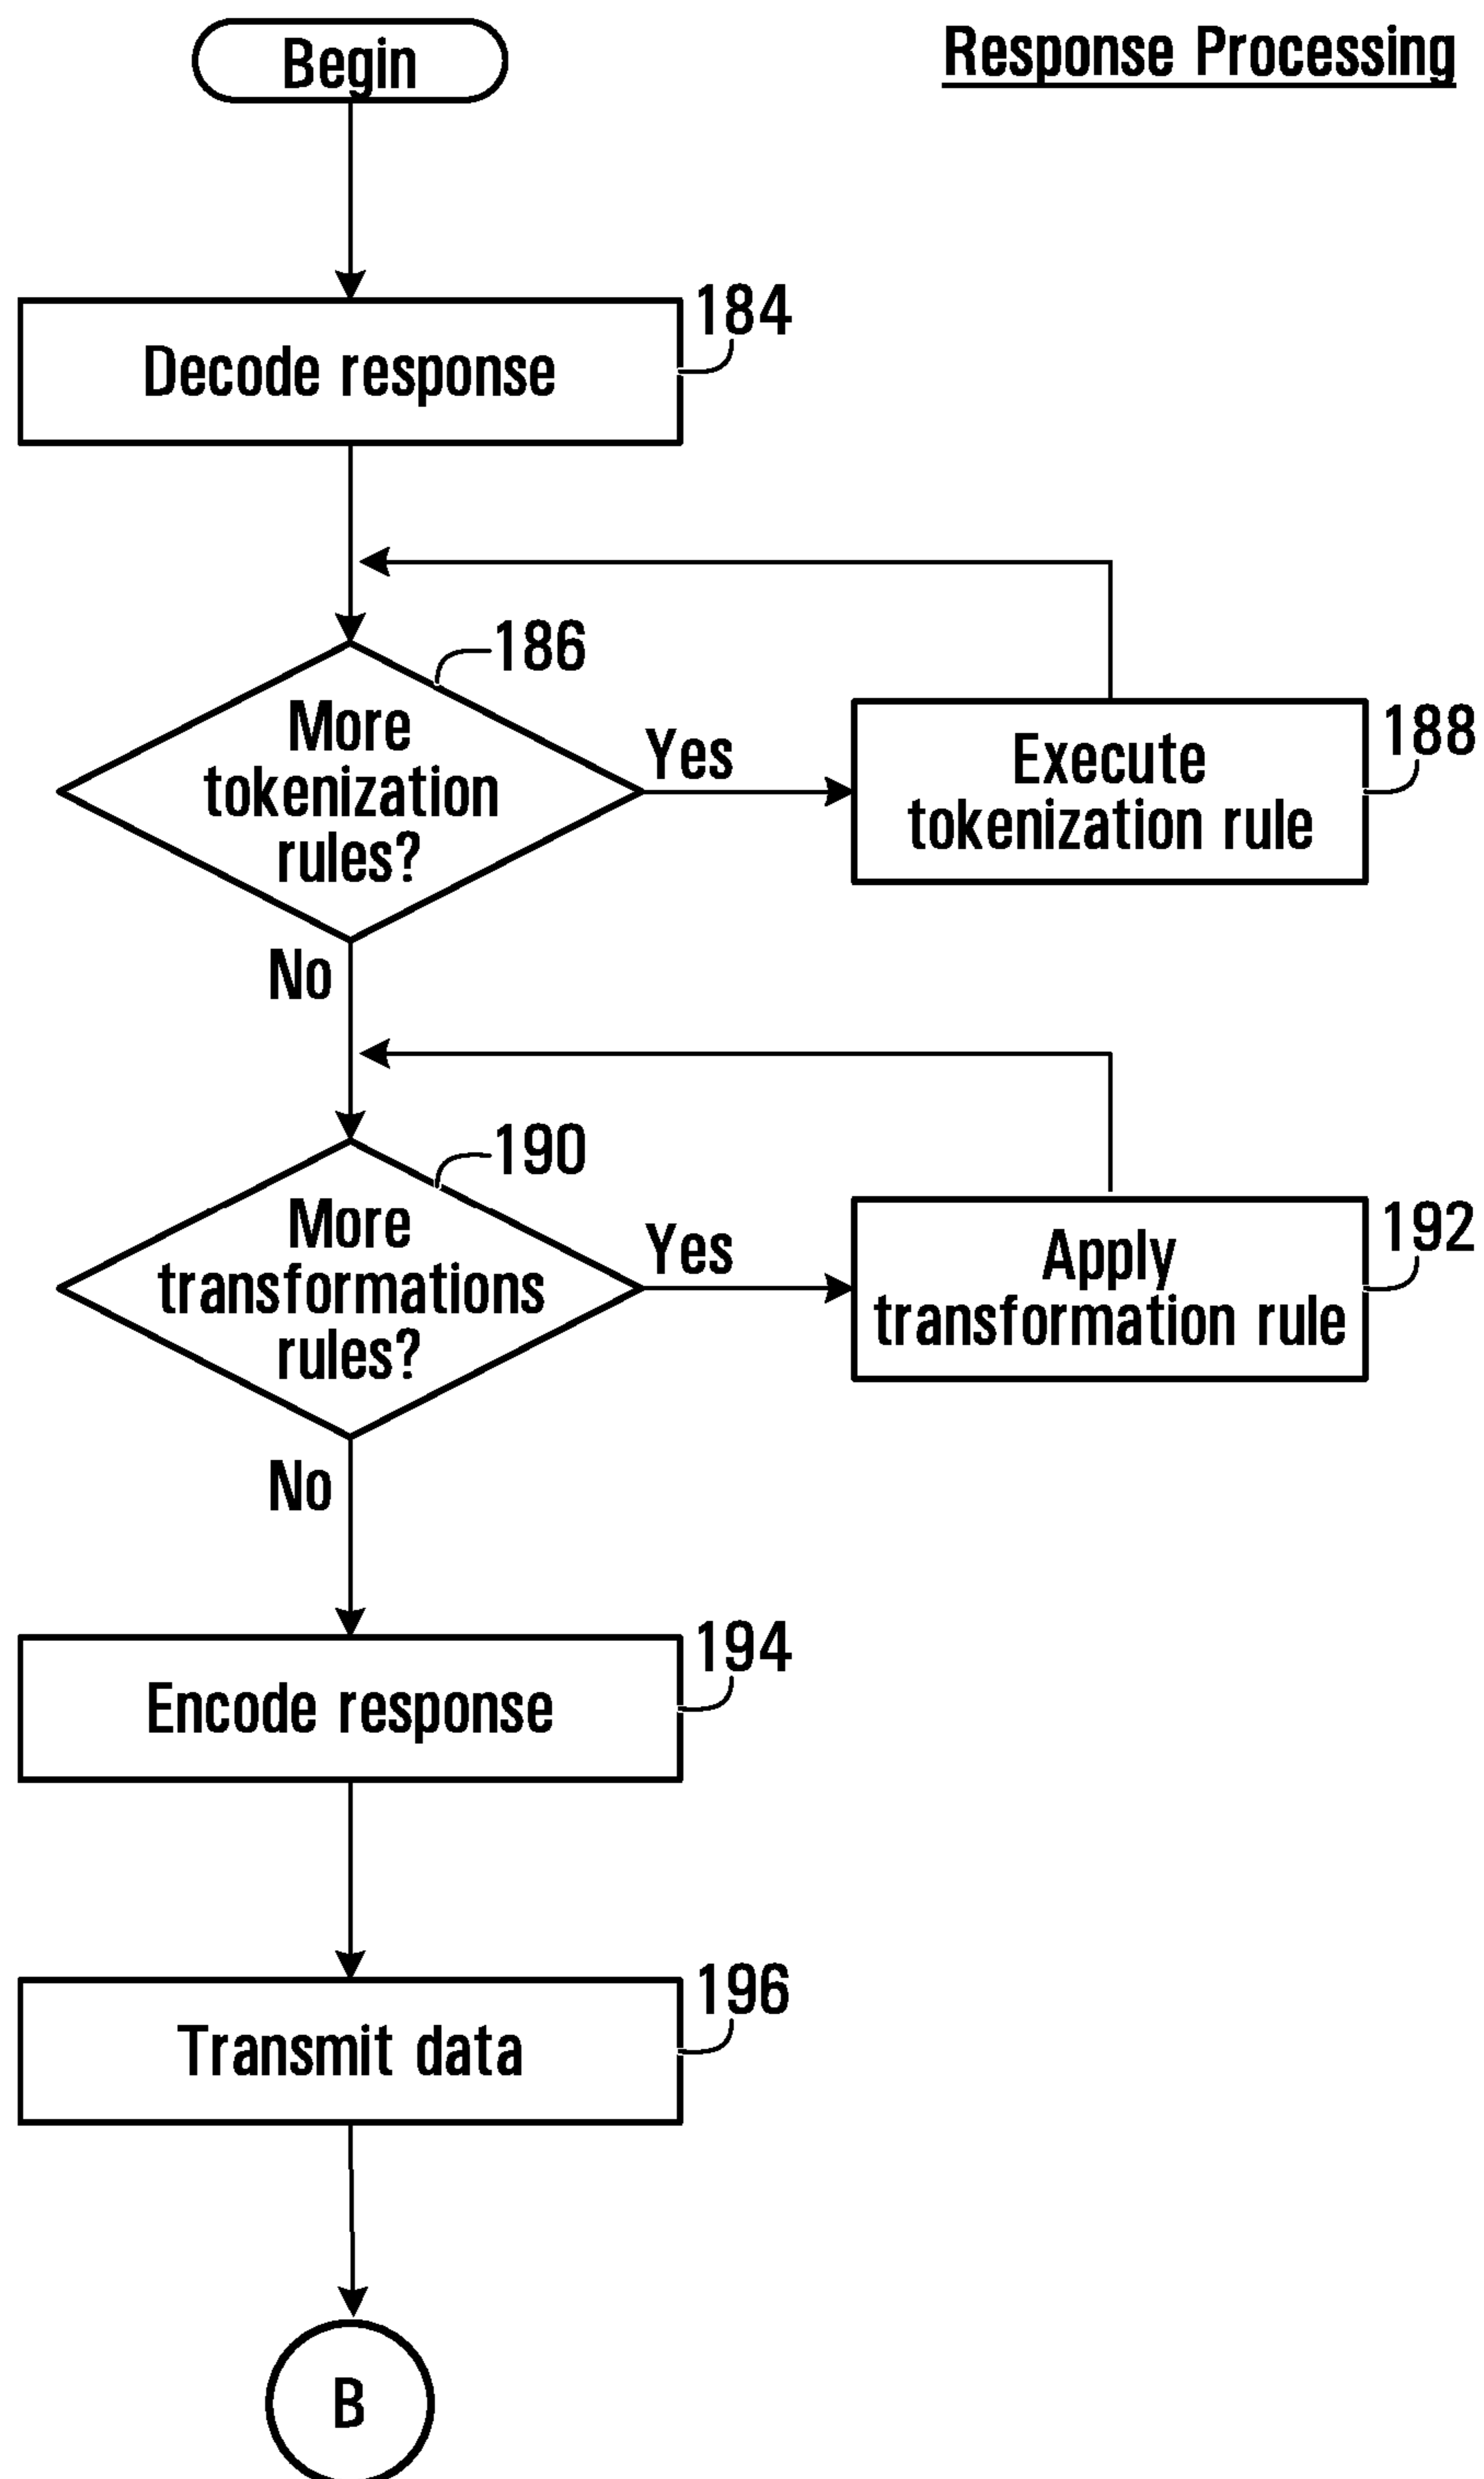 Begin
Response Processing
184
Decode response
186
More
tokenization
rules?
Yes
188
Execute
tokenization rule
No
190
More
transformations
rules?
Yes
192
Apply
transformation rule
No
194
Encode response
196
Transmit data
B